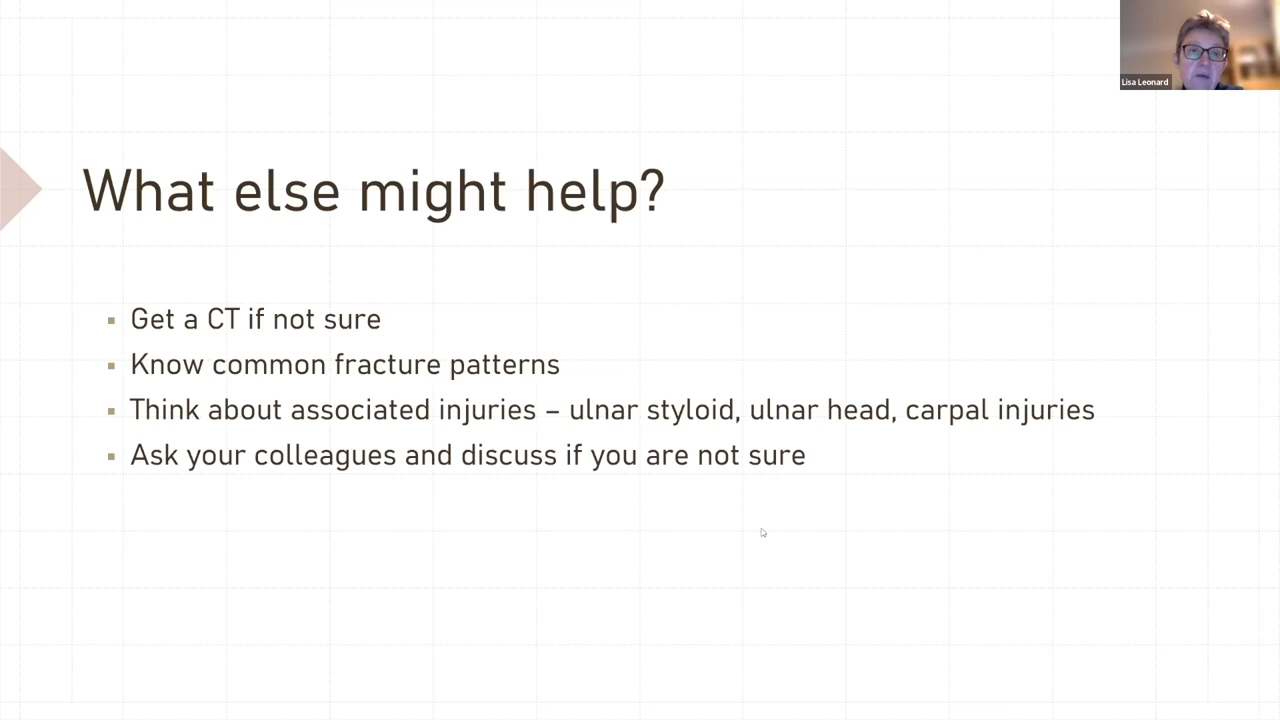 Lisa Leonard
What else might help?
Get a CT if not sure
Know common fracture patterns
Think about associated injuries – ulnar styloid, ulnar head, carpal injuries
Ask your colleagues and discuss if you are not sure